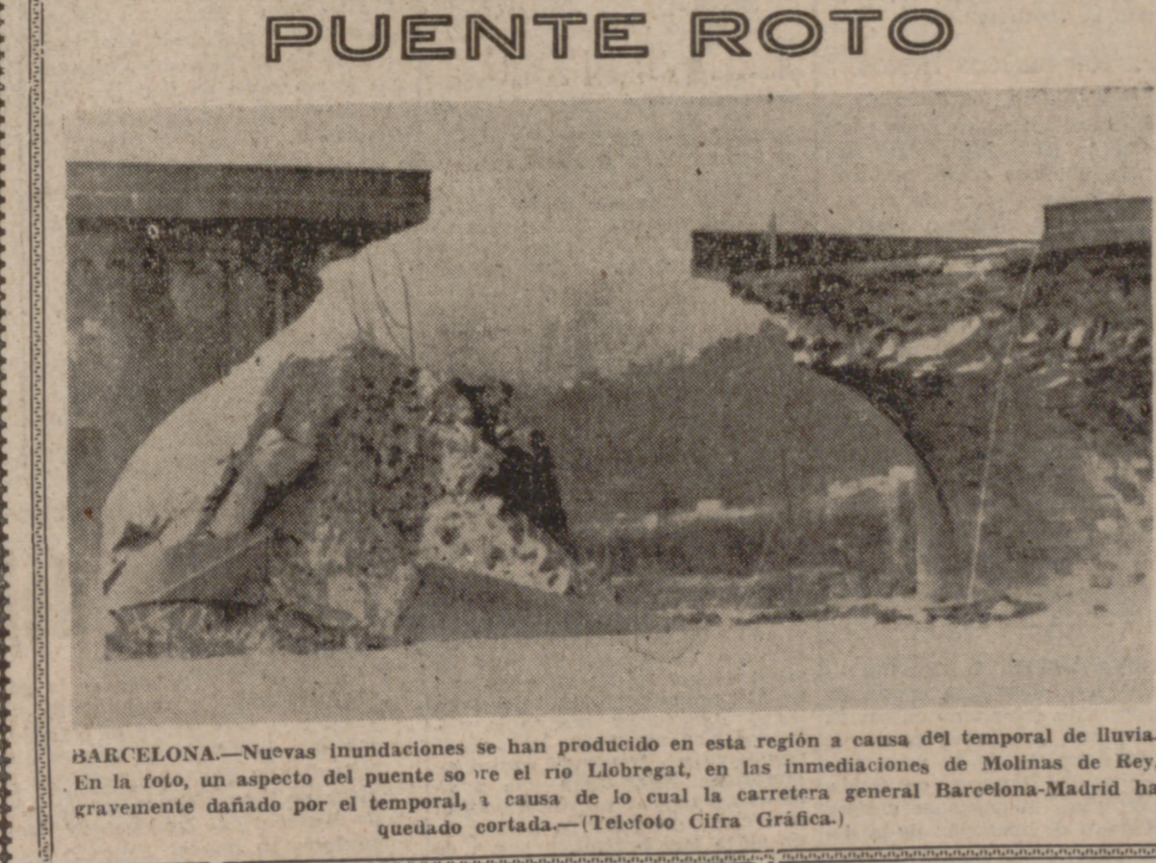 PUENTE ROTO
BARCELONA.—Nuevas inundaciones se han producido en esta región a causa del temporal de lluvia.
En la foto, un aspecto del puente so re el río Llobregat, en las inmediaciones de Molinas de Rey,
gravemente dañado por el temporal, a causa de lo cual la carretera general Barcelona-Madrid ha
quedado cortada.—(Telefoto Cifra Gráfica.)